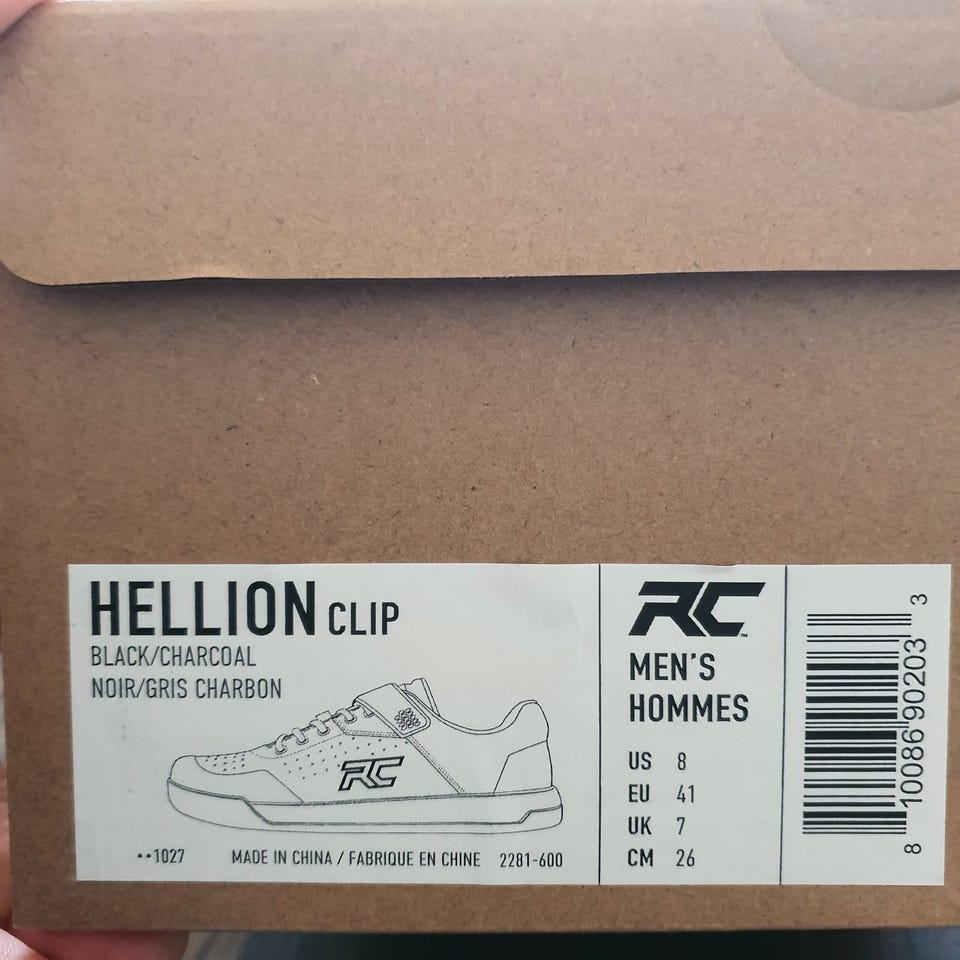 HELLION CLIP
BLACK/CHARCOAL
NOIR/GRIS CHARBON
RC
••1027 MADE IN CHINA / FABRIQUE EN CHINE 2281-600
RC™
MEN'S
HOMMES
US 8
EU 41
UK 7
CM 26
8 10086 90203 3